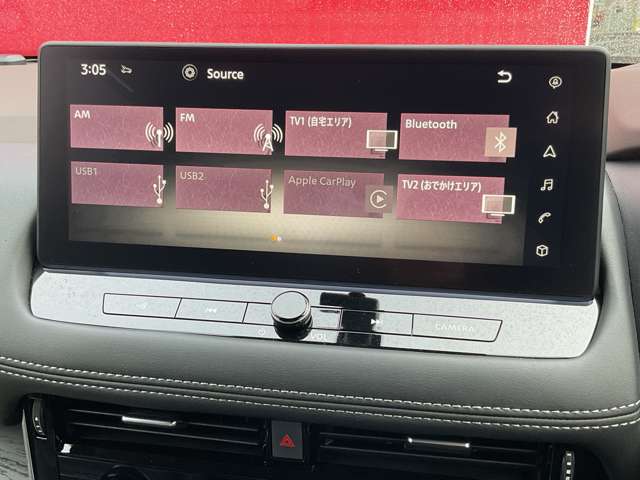 3:05 Source
AM FM TV1 (自宅エリア) Bluetooth
USB1 USB2 Apple CarPlay TV2 (おでかけエリア)
VOL CAMERA